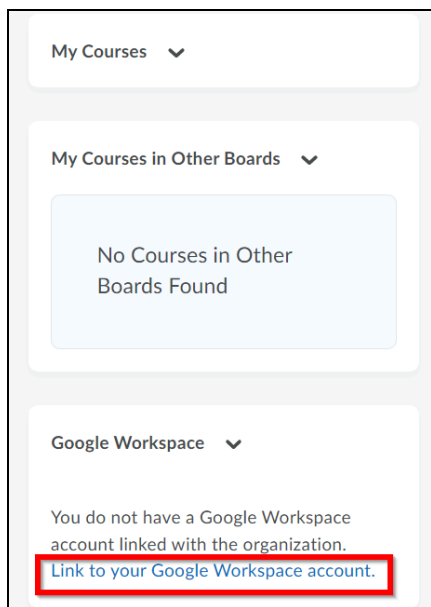 My Courses
My Courses in Other Boards
No Courses in Other
Boards Found
Google Workspace
You do not have a Google Workspace
account linked with the organization.
Link to your Google Workspace account.